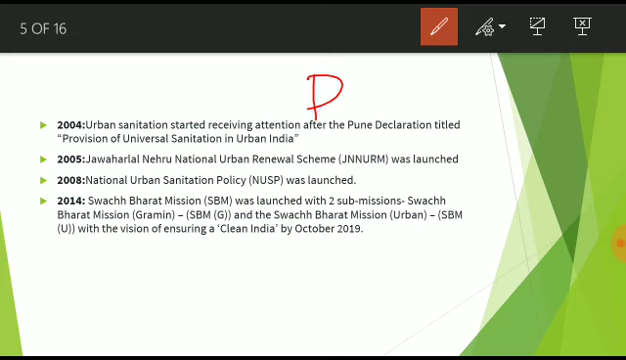 5 OF 16
P
2004:Urban sanitation started receiving attention after the Pune Declaration titled
"Provision of Universal Sanitation in Urban India"
2005:Jawaharlal Nehru National Urban Renewal Scheme (JNNURM) was launched
2008:National Urban Sanitation Policy (NUSP) was launched.
2014: Swachh Bharat Mission (SBM) was launched with 2 sub-missions- Swachh
Bharat Mission (Gramin) – (SBM (G)) and the Swachh Bharat Mission (Urban) – (SBM
(U)) with the vision of ensuring a 'Clean India' by October 2019.